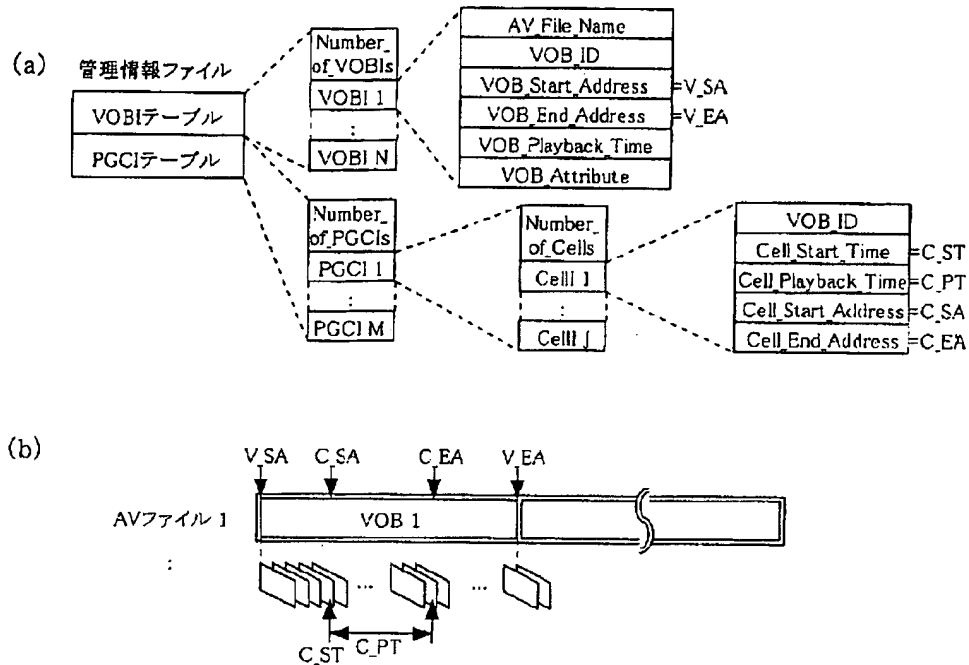 (a)
管理情報ファイル
VOBIテーブル
PGCIテーブル
Number_
of_VOBIs
VOBI 1
:
VOBI N
AV_File_Name
VOB_ID
VOB_Start_Address =V_SA
VOB_End_Address =V_EA
VOB_Playback_Time
VOB_Attribute
Number_
of_PGCIs
PGCI 1
:
PGCI M
Number_
of_Cells
CellI 1
:
CellI J
VOB_ID
Cell_Start_Time =C_ST
Cell_Playback_Time =C_PT
Cell_Start_Address =C_SA
Cell_End_Address =C_EA
(b)
V_SA C_SA C_EA V_EA
AVファイル 1 VOB 1
:
... ...
C_ST C_PT